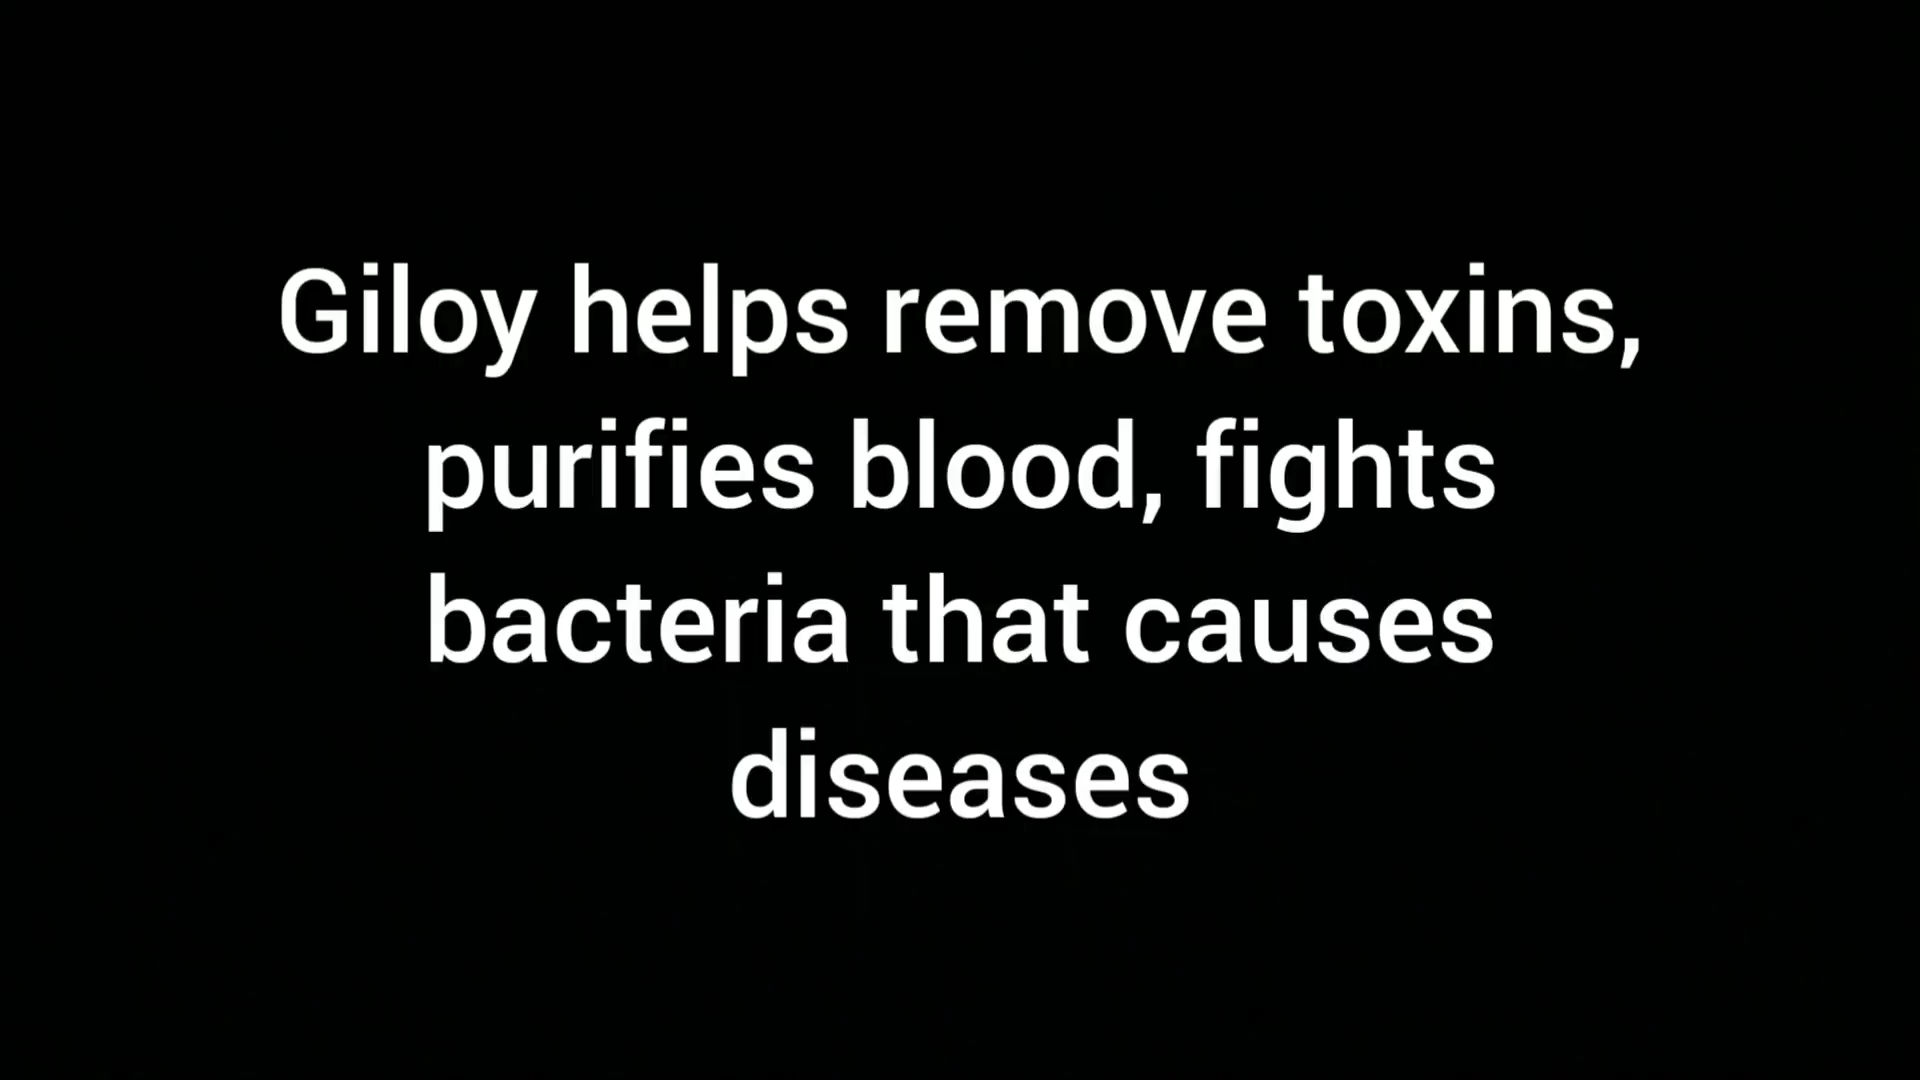 Giloy helps remove toxins,
purifies blood, fights
bacteria that causes
diseases